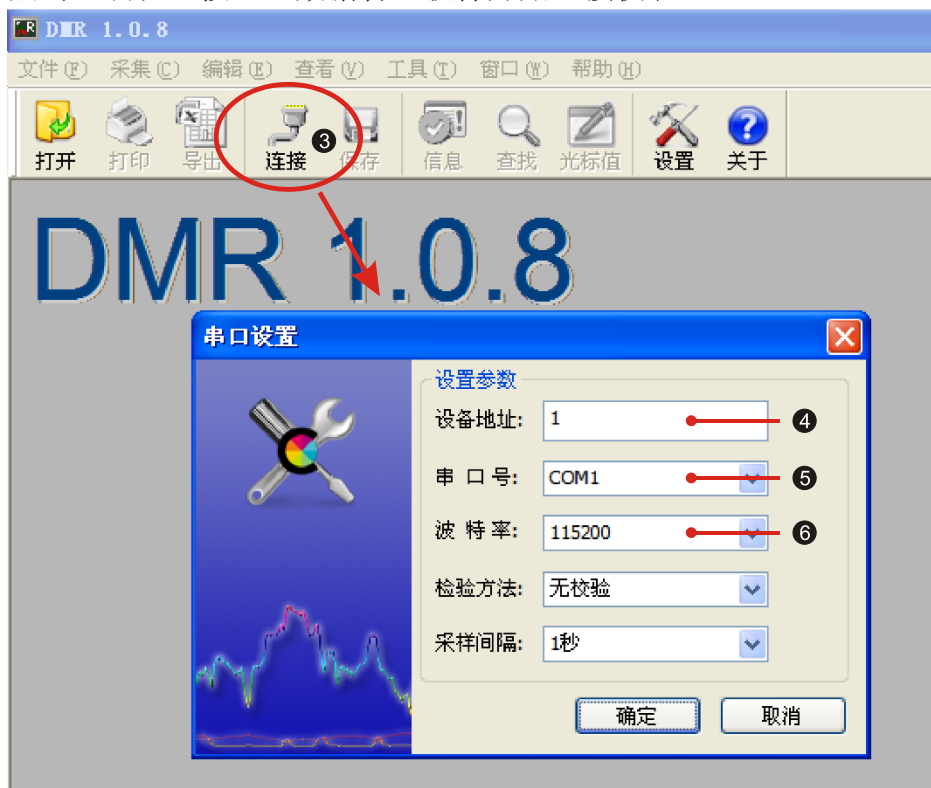 DMR 1.0.8
文件(F) 采集(C) 编辑(E) 查看(V) 工具(T) 窗口(W) 帮助(H)
打开 打印 导出 连接 ❸ 保存 信息 查找 光标值 设置 关于
DMR 1.0.8
串口设置
设置参数
设备地址: 1 ❹
串口号: COM1 ❺
波特率: 115200 ❻
检验方法: 无校验
采样间隔: 1秒
确定 取消